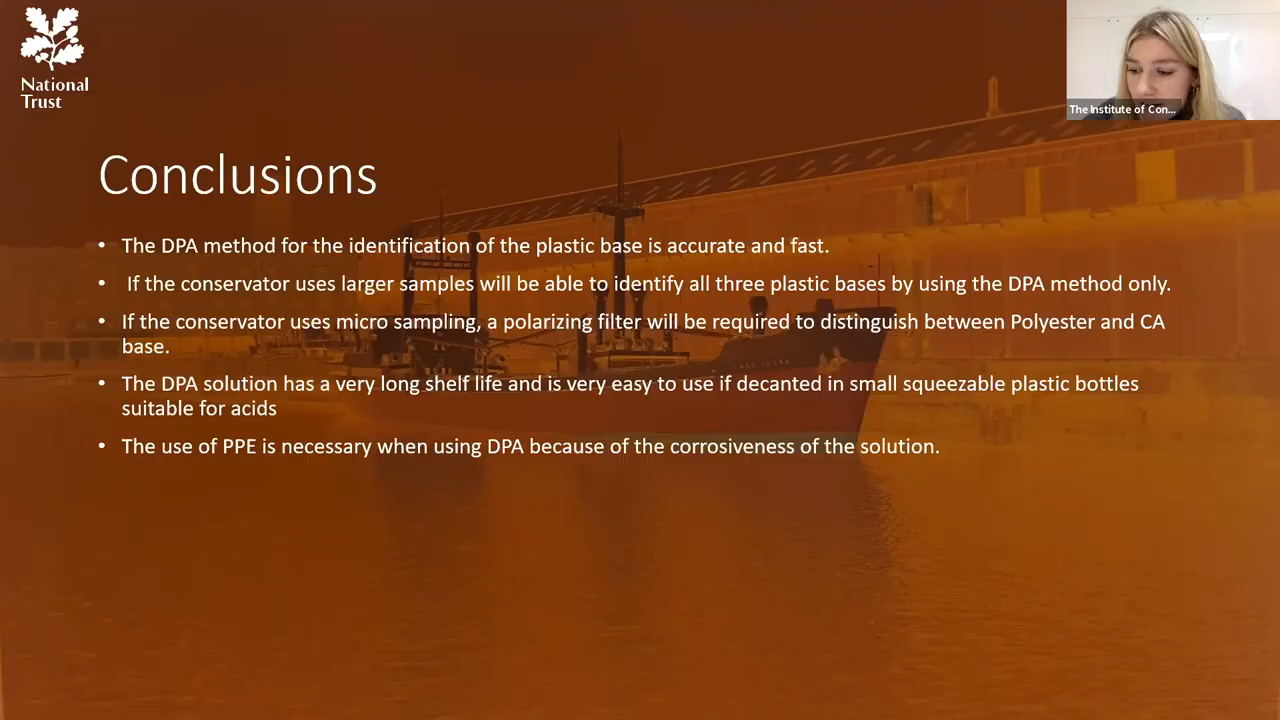 National
Trust
The Institute of Con...
Conclusions
• The DPA method for the identification of the plastic base is accurate and fast.
• If the conservator uses larger samples will be able to identify all three plastic bases by using the DPA method only.
• If the conservator uses micro sampling, a polarizing filter will be required to distinguish between Polyester and CA
base.
• The DPA solution has a very long shelf life and is very easy to use if decanted in small squeezable plastic bottles
suitable for acids
• The use of PPE is necessary when using DPA because of the corrosiveness of the solution.